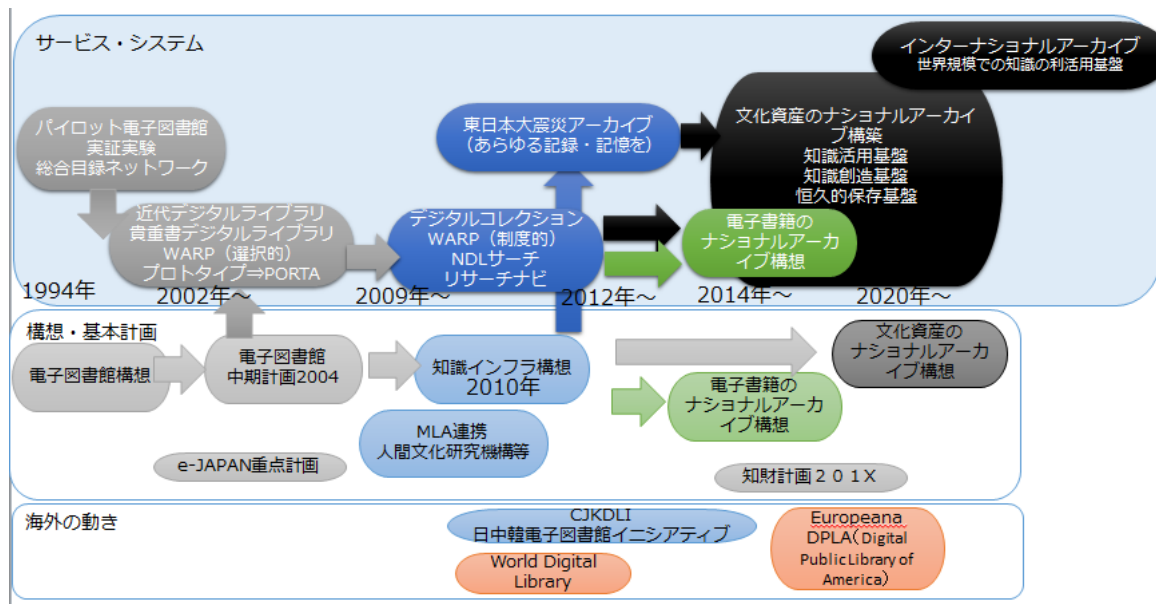 サービス・システム
インターナショナルアーカイブ
世界規模での知識の利活用基盤
パイロット電子図書館
実証実験
総合目録ネットワーク
東日本大震災アーカイブ
（あらゆる記録・記憶を）
文化資産のナショナルアーカイ
ブ構築
知識活用基盤
知識創造基盤
恒久的保存基盤
近代デジタルライブラリ
貴重書デジタルライブラリ
WARP（選択的）
プロトタイプ⇒PORTA
デジタルコレクション
WARP（制度的）
NDLサーチ
リサーチナビ
電子書籍の
ナショナルアーカ
イブ構想
1994年
2002年～
2009年～
2012年～
2014年～
2020年～
構想・基本計画
電子図書館構想
電子図書館
中期計画2004
知識インフラ構想
2010年
文化資産の
ナショナルアーカ
イブ構想
電子書籍の
ナショナルアーカ
イブ構想
MLA連携
人間文化研究機構等
e-JAPAN重点計画
知財計画２０１X
海外の動き
CJKDLI
日中韓電子図書館イニシアティブ
World Digital
Library
Europeana
DPLA（Digital
Public Library of
America）